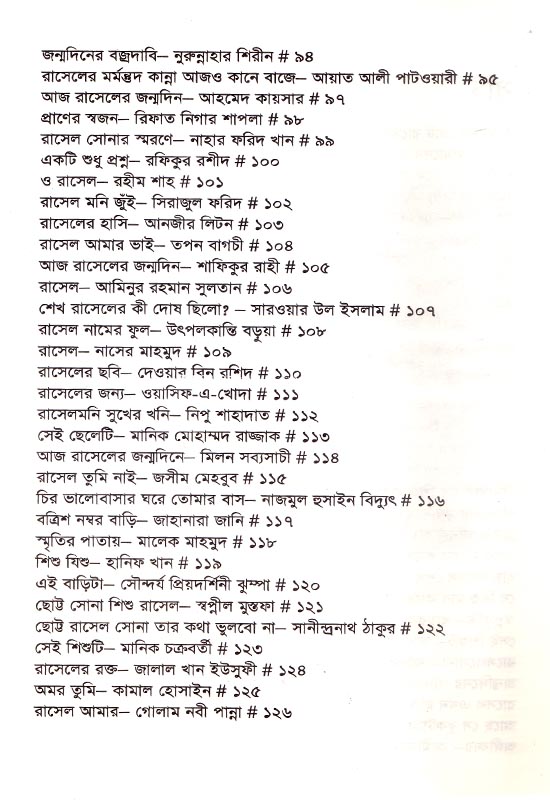 জন্মদিনের বজ্রদাবি– নুরুন্নাহার শিরীন # ৯৪
রাসেলের মর্মন্তুদ কান্না আজও কানে বাজে– আয়াত আলী পাটওয়ারী # ৯৫
আজ রাসেলের জন্মদিন– আহমেদ কায়সার # ৯৭
প্রাণের স্বজন– রিফাত নিগার শাপলা # ৯৮
রাসেল সোনার স্মরণে– নাহার ফরিদ খান # ৯৯
একটি শুধু প্রশ্ন– রফিকুর রশীদ # ১০০
ও রাসেল– রহীম শাহ # ১০১
রাসেল মনি জুঁই– সিরাজুল ফরিদ # ১০২
রাসেলের হাসি– আনজীর লিটন # ১০৩
রাসেল আমার ভাই– তপন বাগচী # ১০৪
আজ রাসেলের জন্মদিন– শাফিকুর রাহী # ১০৫
রাসেল– আমিনুর রহমান সুলতান # ১০৬
শেখ রাসেলের কী দোষ ছিলো? – সারওয়ার উল ইসলাম # ১০৭
রাসেল নামের ফুল– উৎপলকান্তি বড়ুয়া # ১০৮
রাসেল– নাসের মাহমুদ # ১০৯
রাসেলের ছবি– দেওয়ার বিন রশিদ # ১১০
রাসেলের জন্য– ওয়াসিফ-এ-খোদা # ১১১
রাসেলমনি সুখের খনি– নিপু শাহাদাত # ১১২
সেই ছেলেটি– মানিক মোহাম্মদ রাজ্জাক # ১১৩
আজ রাসেলের জন্মদিনে– মিলন সব্যসাচী # ১১৪
রাসেল তুমি নাই– জসীম মেহবুব # ১১৫
চির ভালোবাসার ঘরে তোমার বাস– নাজমুল হুসাইন বিদ্যুৎ # ১১৬
বত্রিশ নম্বর বাড়ি– জাহানারা জানি # ১১৭
স্মৃতির পাতায়– মালেক মাহমুদ # ১১৮
শিশু যিশু– হানিফ খান # ১১৯
এই বাড়িটা– সৌন্দর্য প্রিয়দর্শিনী ঝুম্পা # ১২০
ছোট্ট সোনা শিশু রাসেল– স্বপ্নীল মুস্তফা # ১২১
ছোট্ট রাসেল সোনা তার কথা ভুলবো না– সানীন্দ্রনাথ ঠাকুর # ১২২
সেই শিশুটি– মানিক চক্রবর্তী # ১২৩
রাসেলের রক্ত– জালাল খান ইউসুফী # ১২৪
অমর তুমি– কামাল হোসাইন # ১২৫
রাসেল আমার– গোলাম নবী পান্না # ১২৬